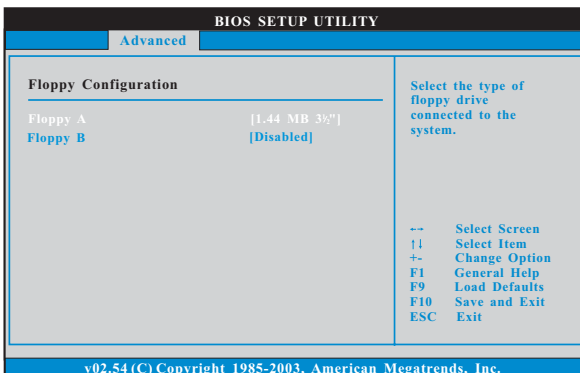 BIOS SETUP UTILITY
Advanced
Floppy Configuration
Floppy A [1.44 MB 3½"]
Floppy B [Disabled]
Select the type of
floppy drive
connected to the
system.
←→ Select Screen
↑↓ Select Item
+- Change Option
F1 General Help
F9 Load Defaults
F10 Save and Exit
ESC Exit
v02.54 (C) Copyright 1985-2003, American Megatrends, Inc.